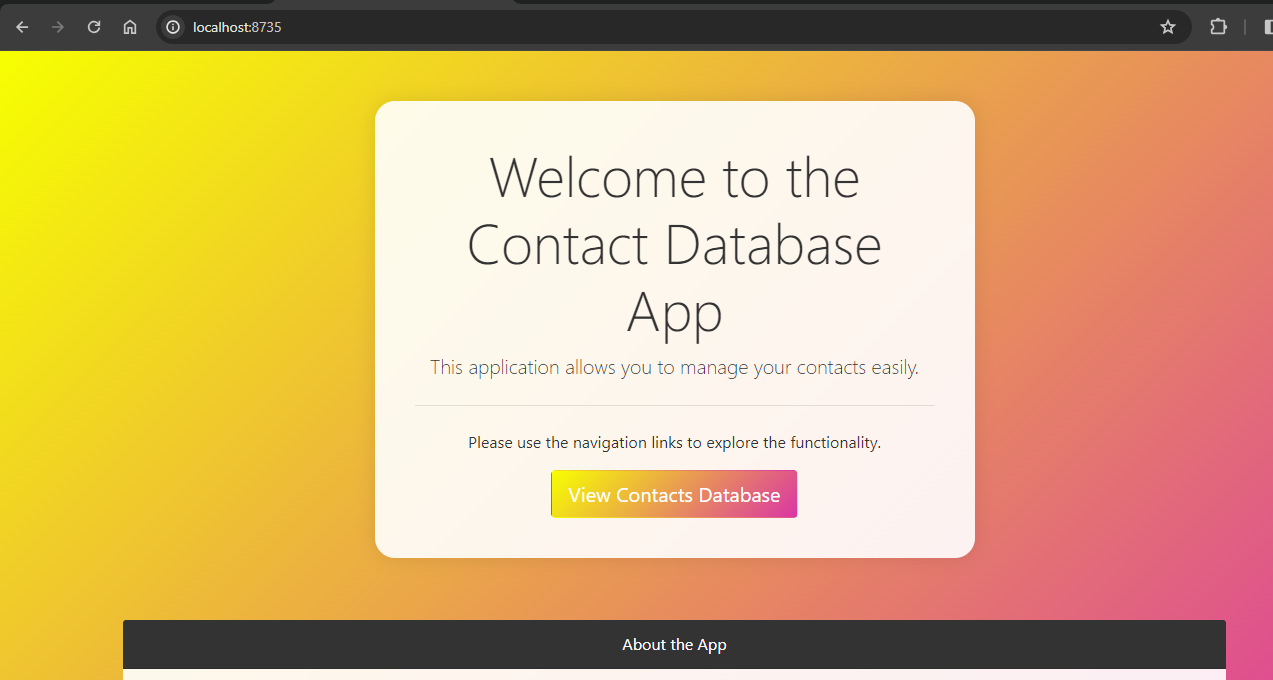 localhost:8735
Welcome to the
Contact Database
App
This application allows you to manage your contacts easily.
Please use the navigation links to explore the functionality.
View Contacts Database
About the App